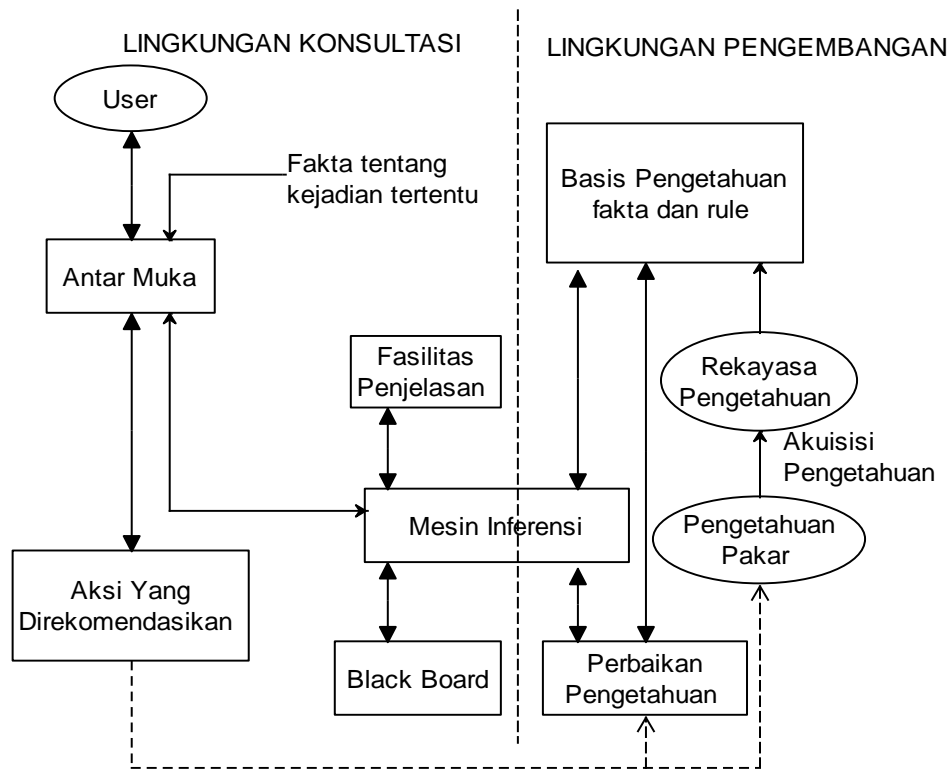 LINGKUNGAN KONSULTASI
LINGKUNGAN PENGEMBANGAN
User
Fakta tentang
kejadian tertentu
Basis Pengetahuan
fakta dan rule
Antar Muka
Fasilitas
Penjelasan
Rekayasa
Pengetahuan
Akuisisi
Pengetahuan
Mesin Inferensi
Pengetahuan
Pakar
Aksi Yang
Direkomendasikan
Black Board
Perbaikan
Pengetahuan